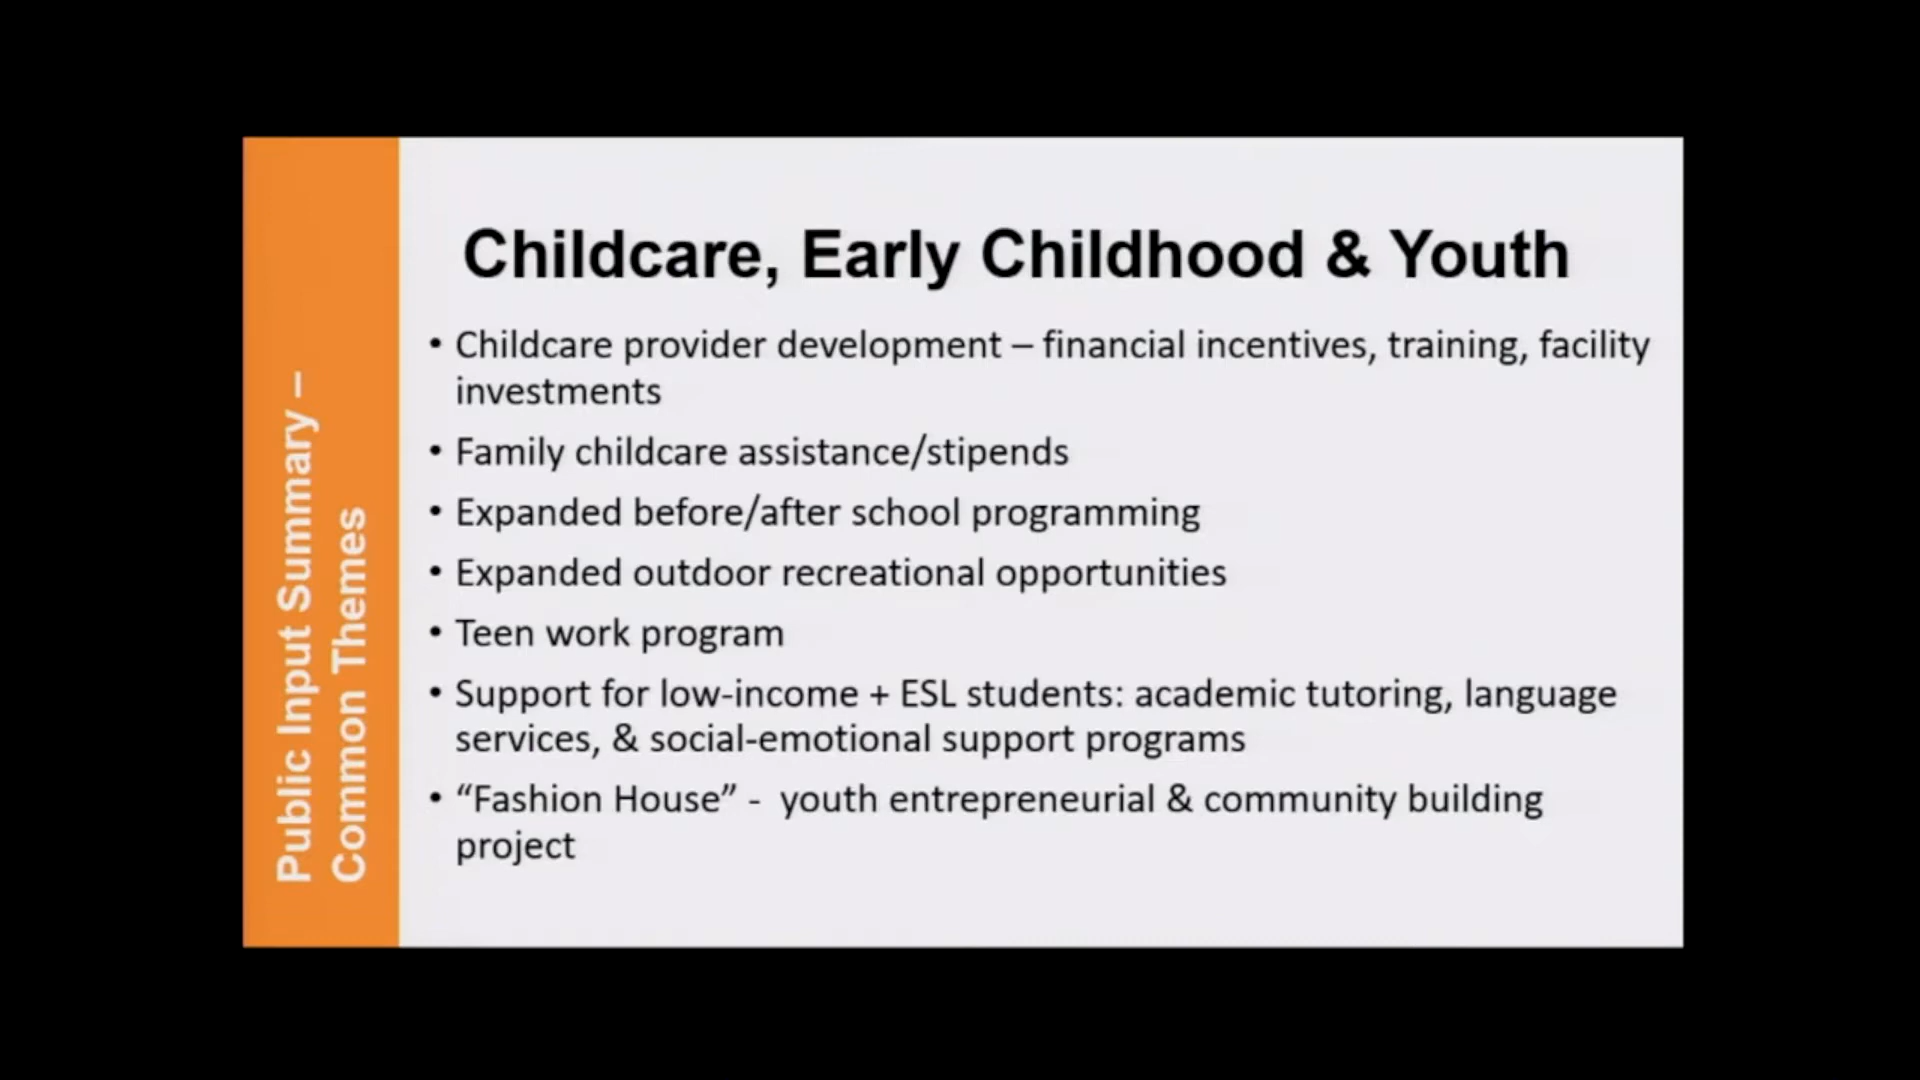 Public Input Summary –
Common Themes
Childcare, Early Childhood & Youth
• Childcare provider development – financial incentives, training, facility
investments
• Family childcare assistance/stipends
• Expanded before/after school programming
• Expanded outdoor recreational opportunities
• Teen work program
• Support for low-income + ESL students: academic tutoring, language
services, & social-emotional support programs
• “Fashion House” -  youth entrepreneurial & community building
project